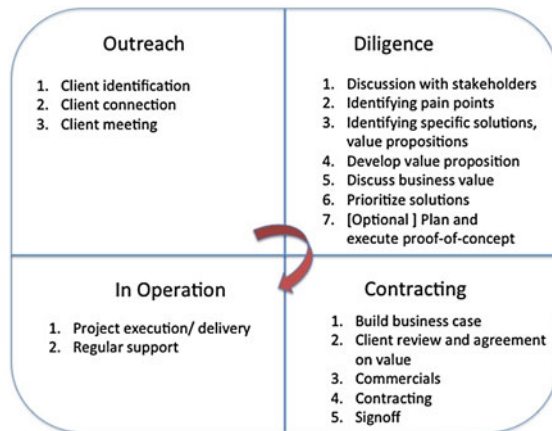 Outreach
1. Client identification
2. Client connection
3. Client meeting
Diligence
1. Discussion with stakeholders
2. Identifying pain points
3. Identifying specific solutions,
value propositions
4. Develop value proposition
5. Discuss business value
6. Prioritize solutions
7. [Optional ] Plan and
execute proof-of-concept
In Operation
1. Project execution/ delivery
2. Regular support
Contracting
1. Build business case
2. Client review and agreement
on value
3. Commercials
4. Contracting
5. Signoff